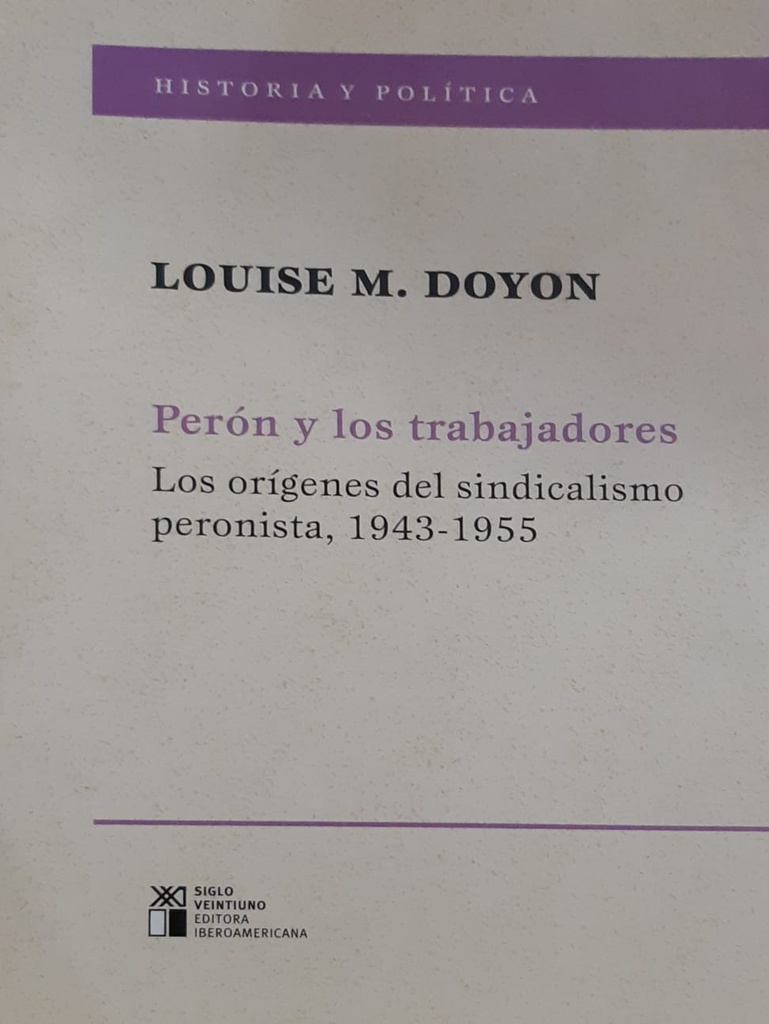 HISTORIA Y POLÍTICA
LOUISE M. DOYON
Perón y los trabajadores
Los orígenes del sindicalismo
peronista, 1943-1955
SIGLO
VEINTIUNO
EDITORA
IBEROAMERICANA